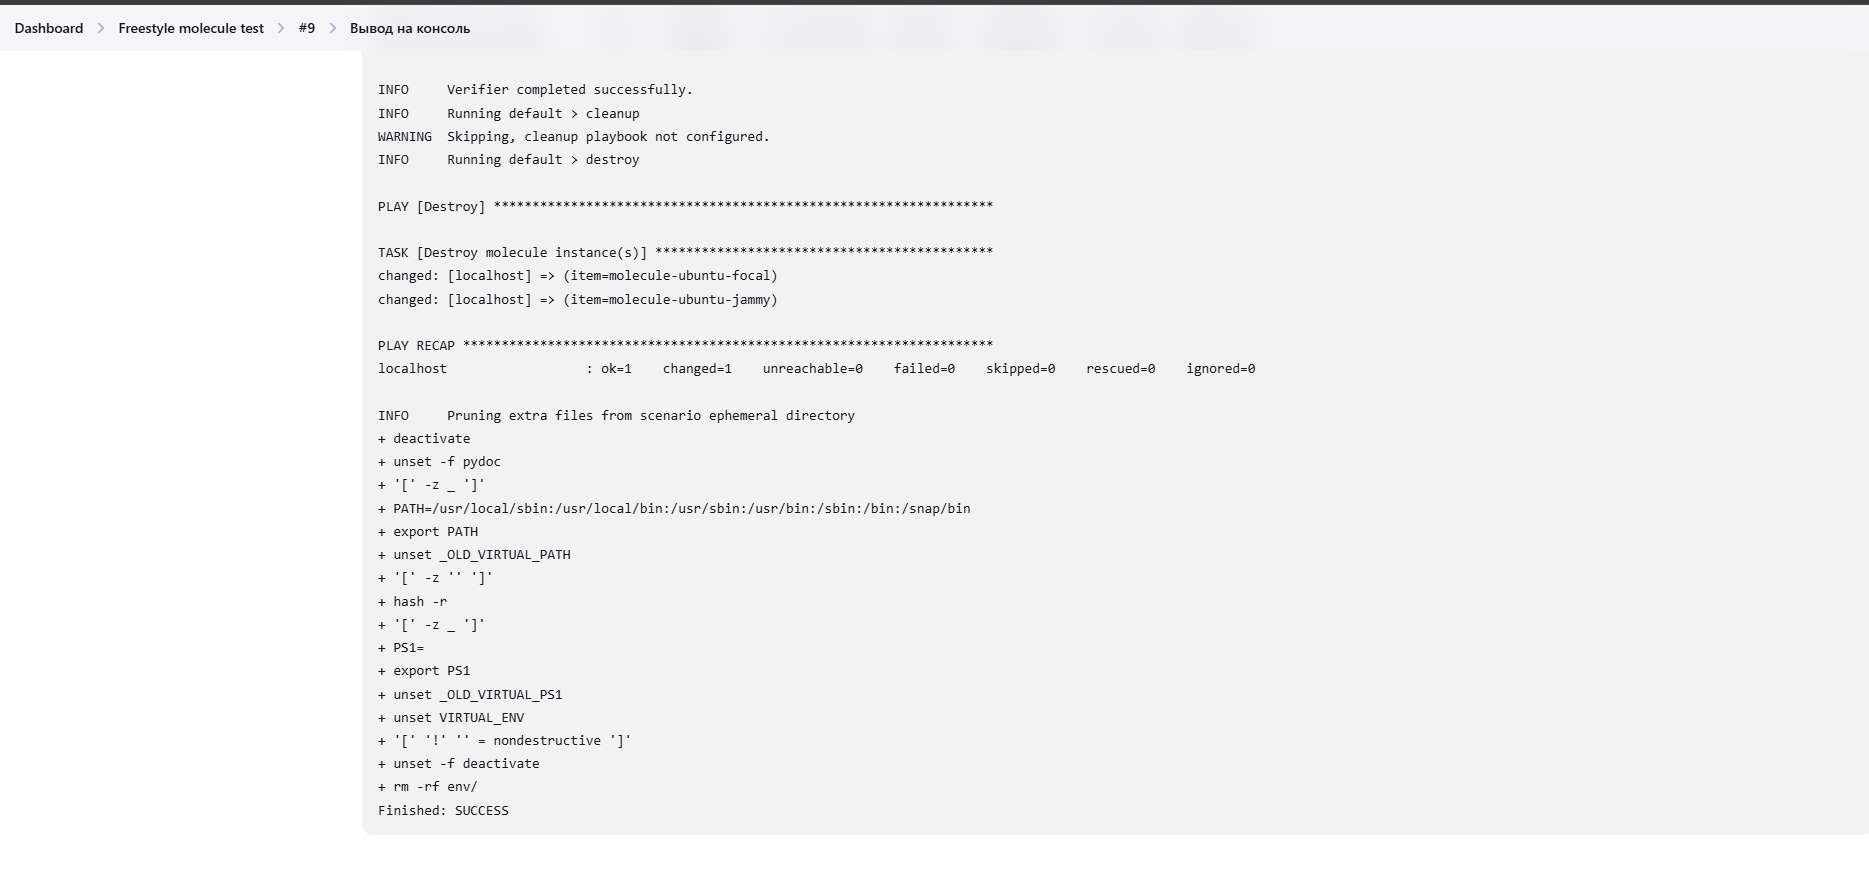 Dashboard > Freestyle molecule test > #9 > Вывод на консоль
INFO     Verifier completed successfully.
INFO     Running default > cleanup
WARNING  Skipping, cleanup playbook not configured.
INFO     Running default > destroy
PLAY [Destroy] *****************************************************************
TASK [Destroy molecule instance(s)] ********************************************
changed: [localhost] => (item=molecule-ubuntu-focal)
changed: [localhost] => (item=molecule-ubuntu-jammy)
PLAY RECAP *********************************************************************
localhost                  : ok=1    changed=1    unreachable=0    failed=0    skipped=0    rescued=0    ignored=0
INFO     Pruning extra files from scenario ephemeral directory
+ deactivate
+ unset -f pydoc
+ '[' -z _ ']'
+ PATH=/usr/local/sbin:/usr/local/bin:/usr/sbin:/usr/bin:/sbin:/bin:/snap/bin
+ export PATH
+ unset _OLD_VIRTUAL_PATH
+ '[' -z '' ']'
+ hash -r
+ '[' -z _ ']'
+ PS1=
+ export PS1
+ unset _OLD_VIRTUAL_PS1
+ unset VIRTUAL_ENV
+ '[' '!' '' = nondestructive ']'
+ unset -f deactivate
+ rm -rf env/
Finished: SUCCESS